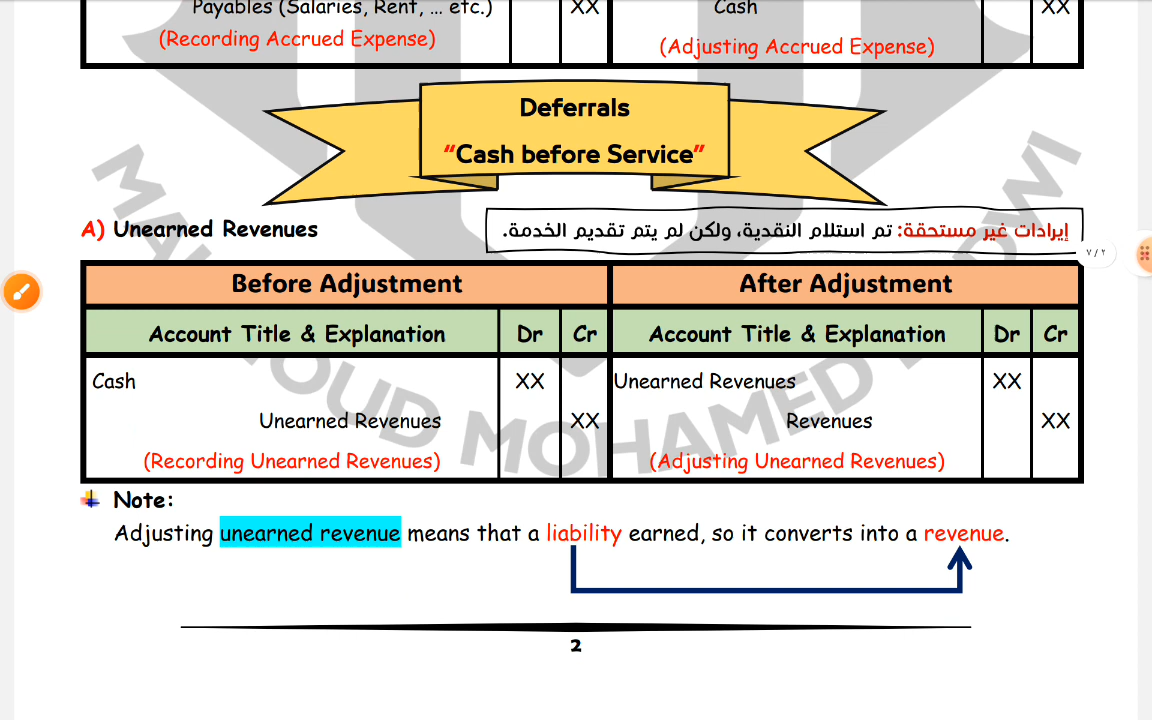 Payables (Salaries, Rent, … etc.) XX Cash XX
(Recording Accrued Expense) (Adjusting Accrued Expense)
Deferrals
“Cash before Service”
A) Unearned Revenues
إيرادات غير مستحقة: تم استلام النقدية، ولكن لم يتم تقديم الخدمة.
٧/٢
Before Adjustment After Adjustment
Account Title & Explanation Dr Cr Account Title & Explanation Dr Cr
Cash XX Unearned Revenues XX
Unearned Revenues XX Revenues XX
(Recording Unearned Revenues) (Adjusting Unearned Revenues)
Note:
Adjusting unearned revenue means that a liability earned, so it converts into a revenue.
2